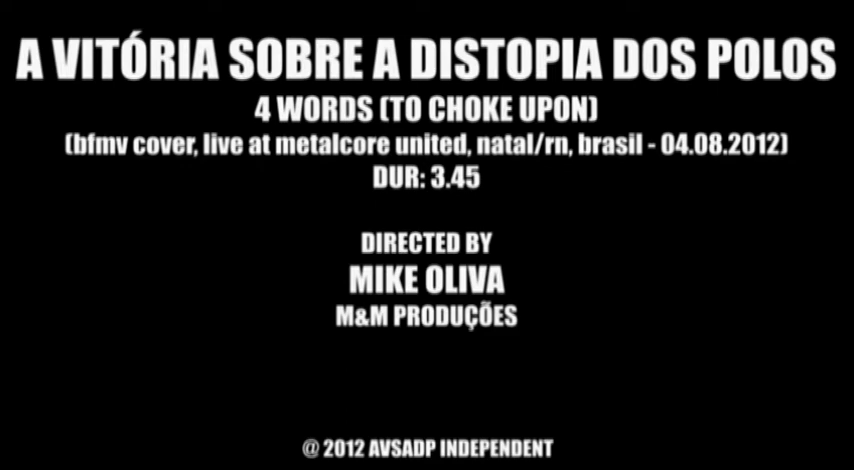 A VITÓRIA SOBRE A DISTOPIA DOS POLOS
4 WORDS (TO CHOKE UPON)
(bfmv cover, live at metalcore united, natal/rn, brasil - 04.08.2012)
DUR: 3.45
DIRECTED BY
MIKE OLIVA
M&M PRODUÇÕES
@ 2012 AVSADP INDEPENDENT